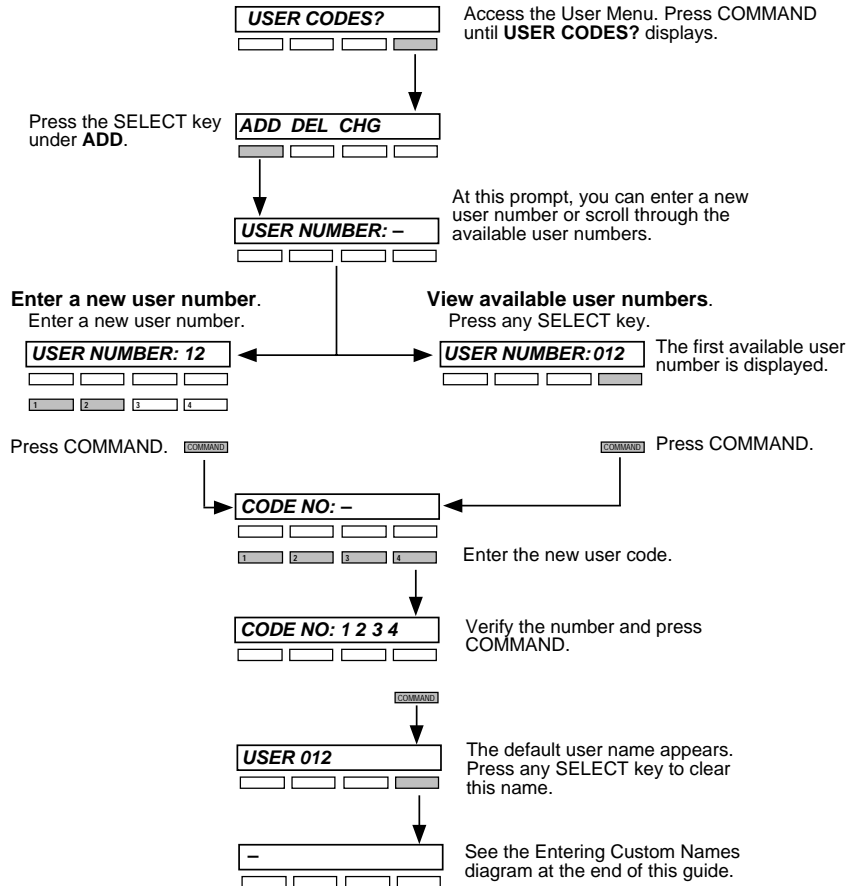 USER CODES?
Access the User Menu. Press COMMAND
until USER CODES? displays.
Press the SELECT key
under ADD.
ADD DEL CHG
At this prompt, you can enter a new
user number or scroll through the
available user numbers.
USER NUMBER: –
Enter a new user number.
Enter a new user number.
USER NUMBER: 12
1 2 3 4
Press COMMAND. COMMAND
View available user numbers.
Press any SELECT key.
USER NUMBER: 012
The first available user
number is displayed.
COMMAND Press COMMAND.
CODE NO: –
1 2 3 4
Enter the new user code.
CODE NO: 1 2 3 4
Verify the number and press
COMMAND.
COMMAND
USER 012
The default user name appears.
Press any SELECT key to clear
this name.
–
See the Entering Custom Names
diagram at the end of this guide.